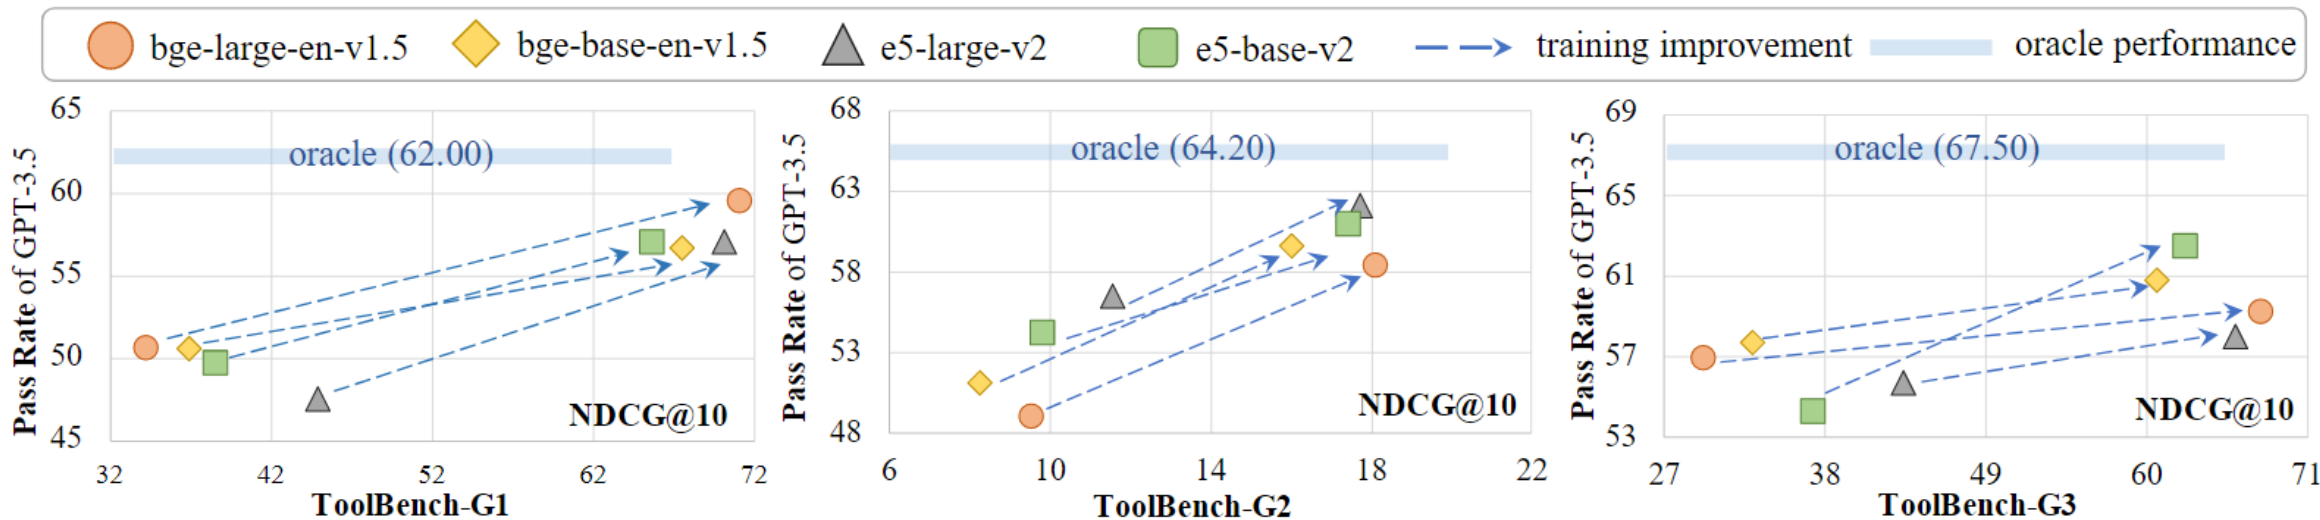 bge-large-en-v1.5 bge-base-en-v1.5 e5-large-v2 e5-base-v2 training improvement oracle performance
Pass Rate of GPT-3.5
65
60
55
50
45
oracle (62.00)
NDCG@10
32 42 52 62 72
ToolBench-G1
Pass Rate of GPT-3.5
68
63
58
53
48
oracle (64.20)
NDCG@10
6 10 14 18 22
ToolBench-G2
Pass Rate of GPT-3.5
69
65
61
57
53
oracle (67.50)
NDCG@10
27 38 49 60 71
ToolBench-G3